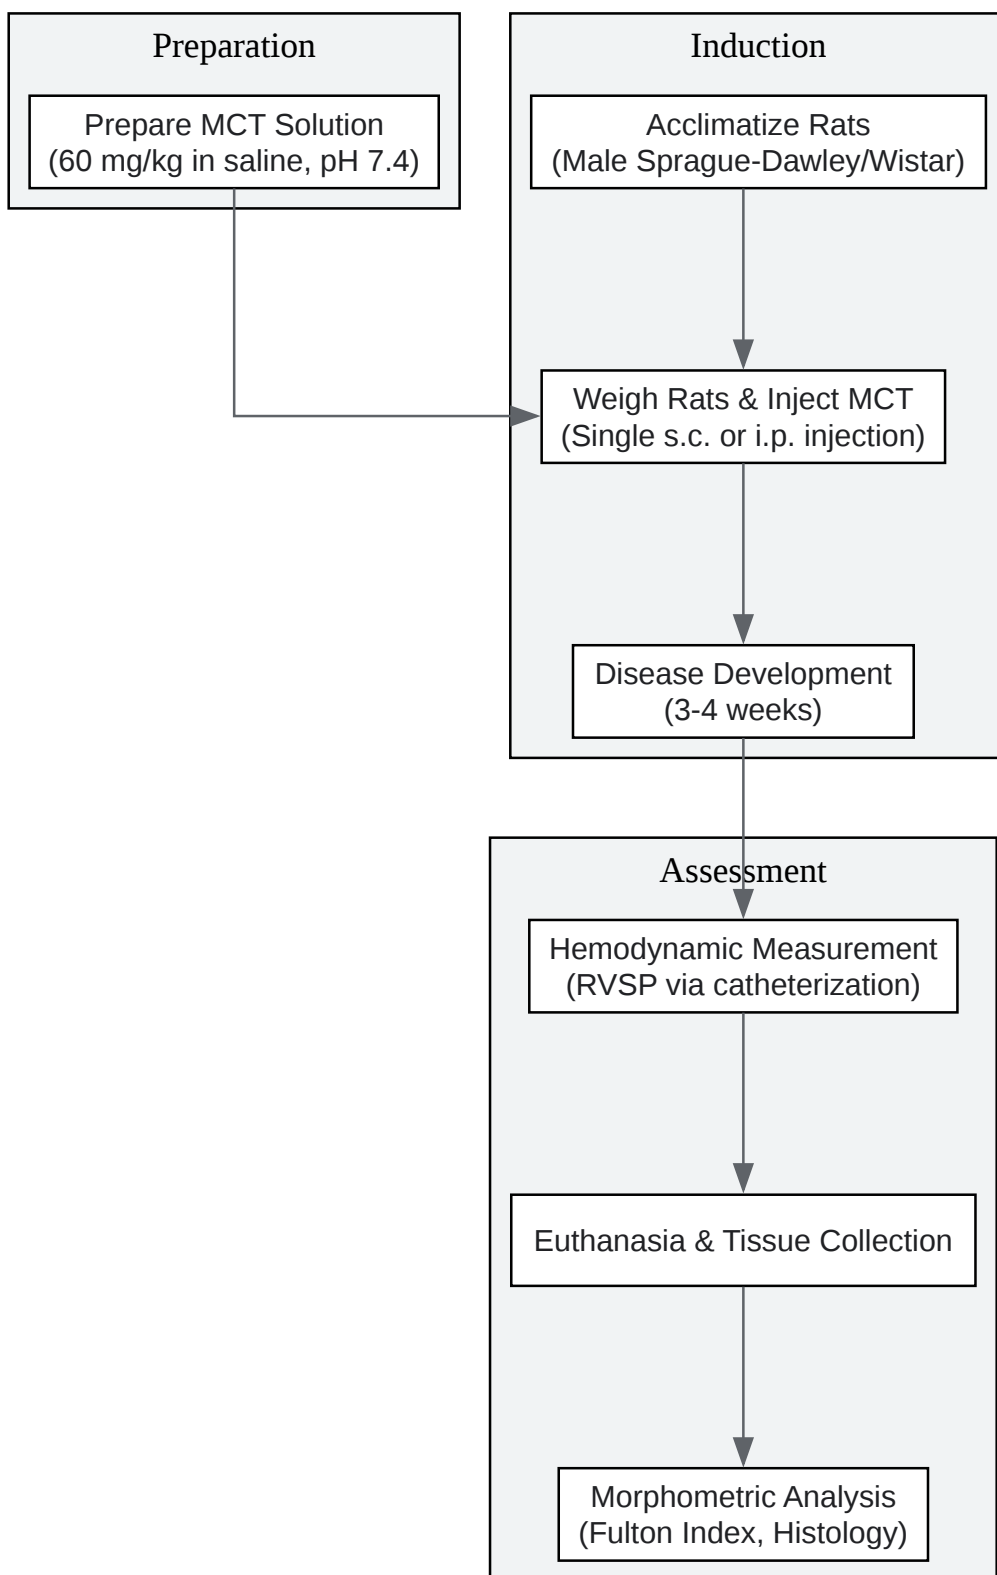 Preparation
Prepare MCT Solution
(60 mg/kg in saline, pH 7.4)
Induction
Acclimatize Rats
(Male Sprague-Dawley/Wistar)
Weigh Rats & Inject MCT
(Single s.c. or i.p. injection)
Disease Development
(3-4 weeks)
Assessment
Hemodynamic Measurement
(RVSP via catheterization)
Euthanasia & Tissue Collection
Morphometric Analysis
(Fulton Index, Histology)